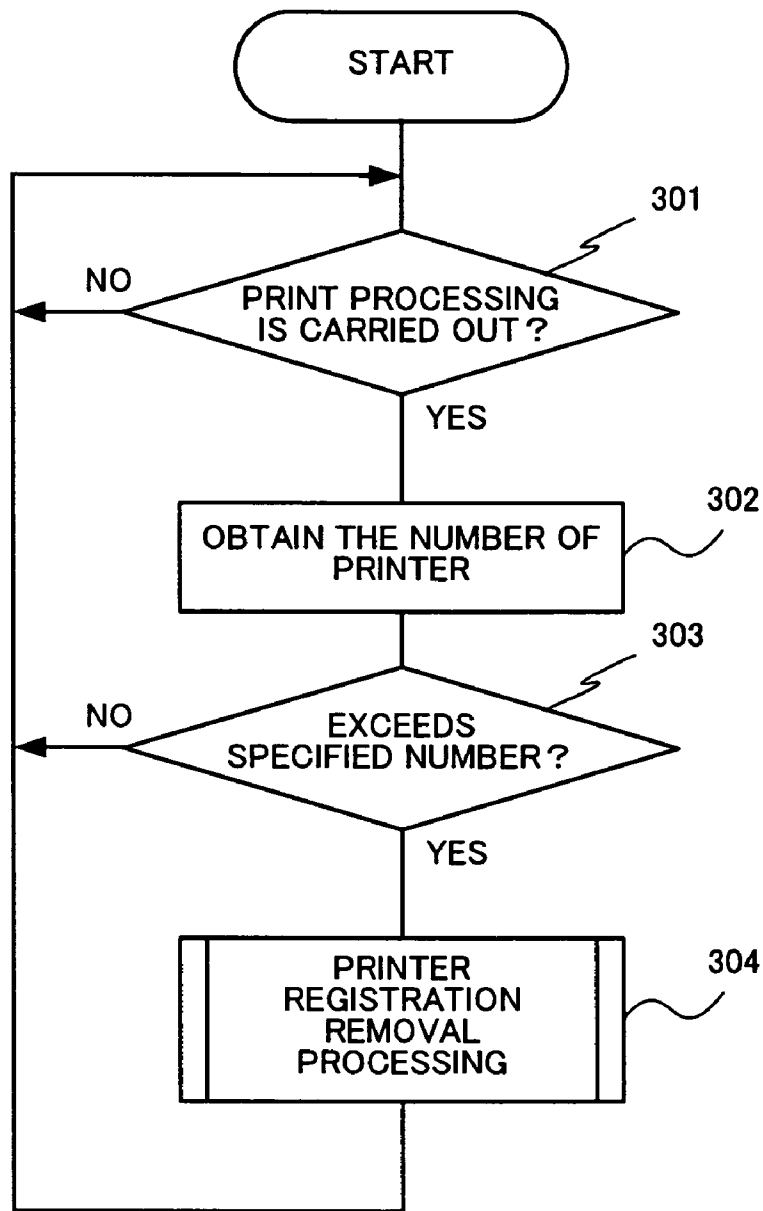 START
301
NO
PRINT PROCESSING
IS CARRIED OUT?
YES
302
OBTAIN THE NUMBER OF
PRINTER
303
NO
EXCEEDS
SPECIFIED NUMBER?
YES
304
PRINTER
REGISTRATION
REMOVAL
PROCESSING